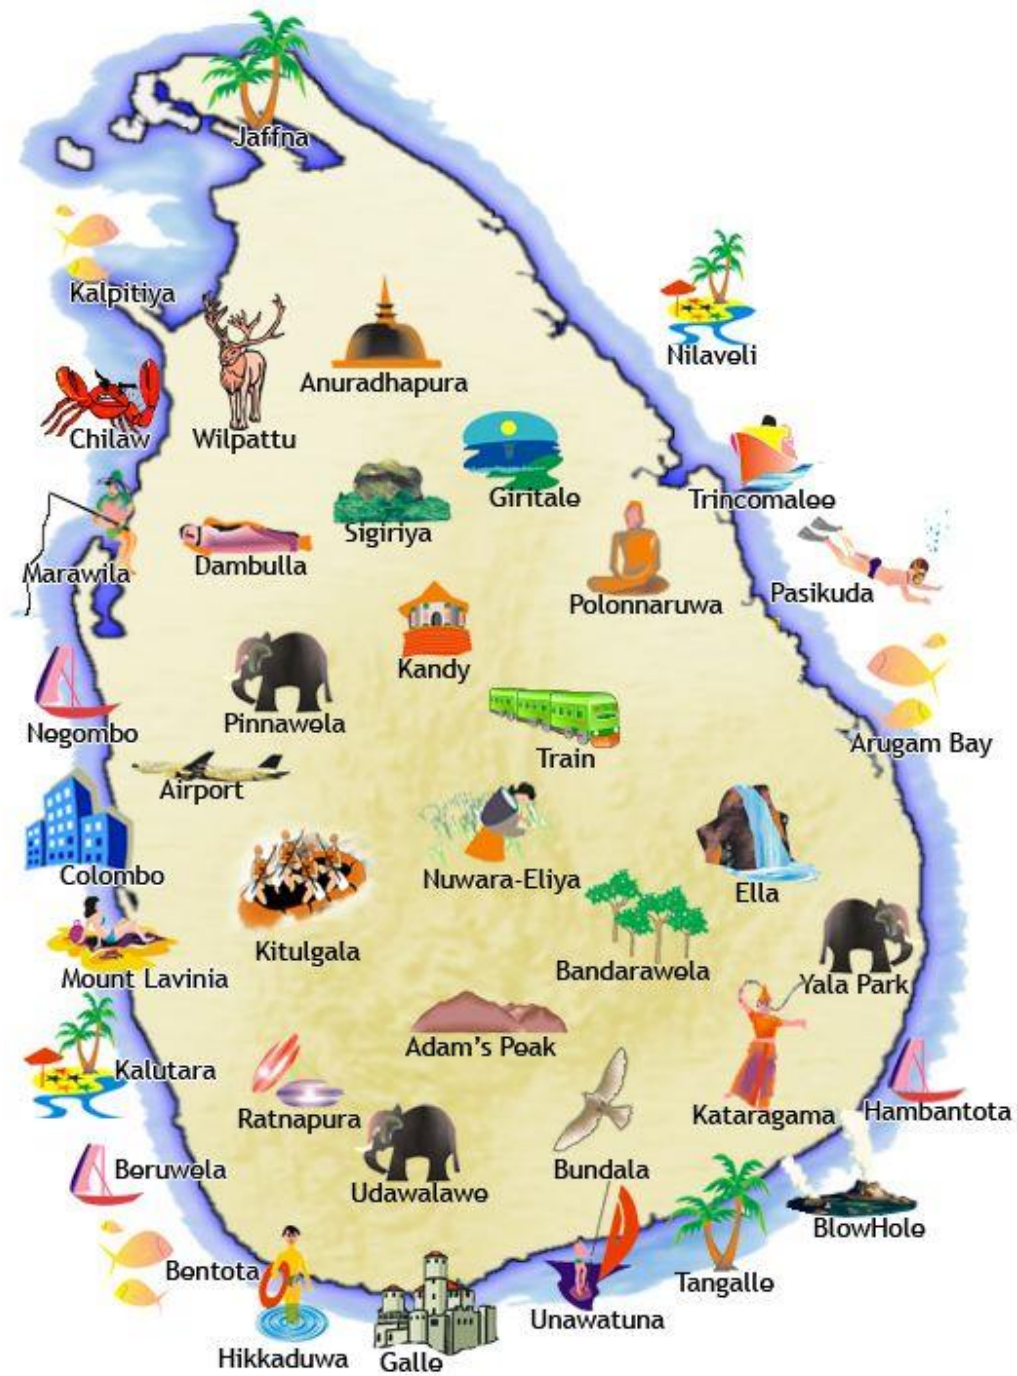 Jaffna
Kalpitiya
Nilaveli
Anuradhapura
Chilaw
Wilpattu
Giritale
Trincomalee
Sigiriya
Dambulla
Marawila
Pasikuda
Polonnaruwa
Kandy
Pinnawela
Negombo
Arugam Bay
Train
Airport
Colombo
Nuwara-Eliya
Ella
Kitulgala
Bandarawela
Mount Lavinia
Yala Park
Adam's Peak
Kalutara
Ratnapura
Kataragama
Hambantota
Beruwela
Bundala
Udawalawe
BlowHole
Bentota
Tangalle
Unawatuna
Hikkaduwa
Galle